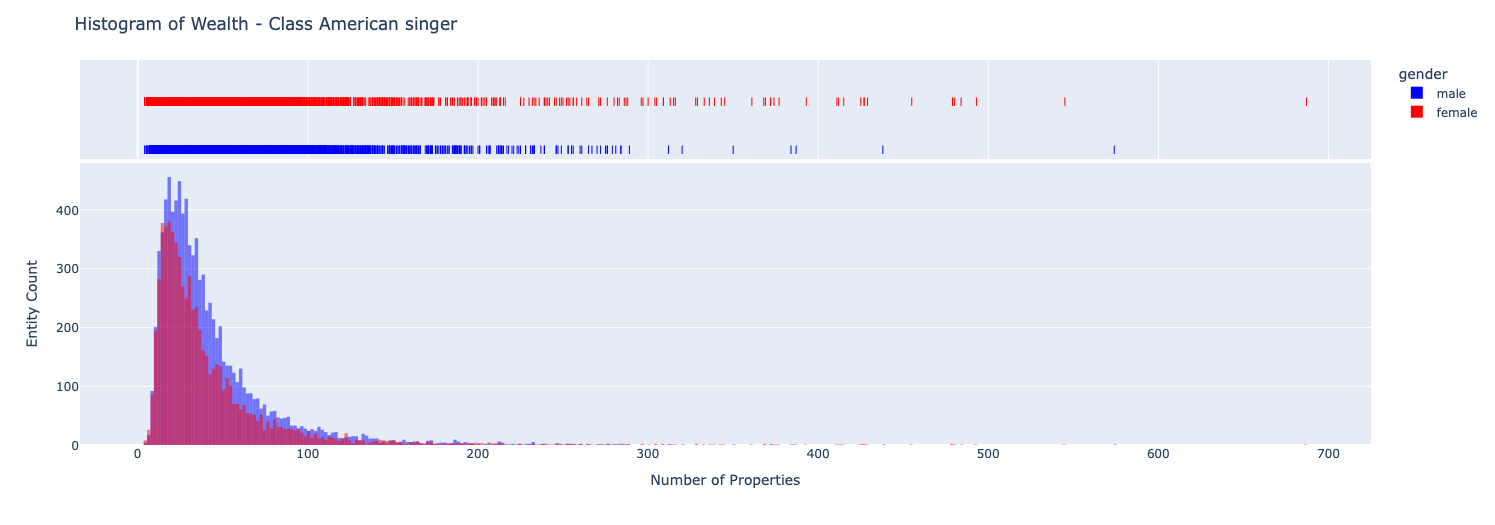 Histogram of Wealth - Class American singer
gender
male
female
400
300
200
100
0
Entity Count
0 100 200 300 400 500 600 700
Number of Properties